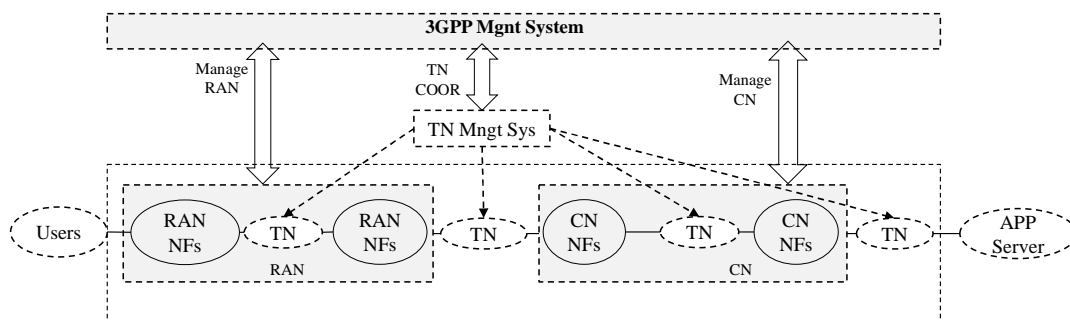 3GPP Mgnt System
Manage
RAN
TN
COOR
Manage
CN
TN Mngt Sys
Users
RAN
NFs
TN
RAN
NFs
TN
CN
NFs
TN
CN
NFs
TN
APP
Server
RAN
CN